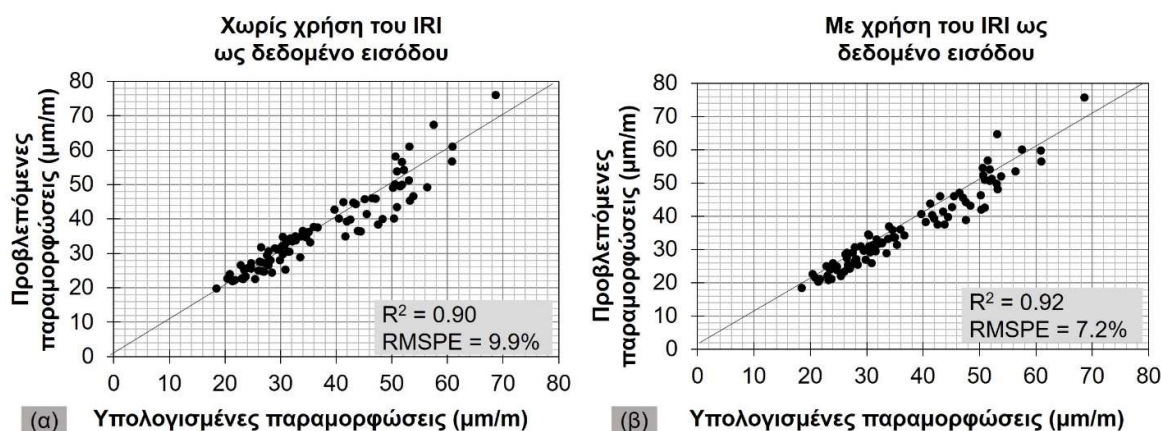 Χωρίς χρήση του IRI
ως δεδομένο εισόδου
Προβλεπόμενες
παραμορφώσεις (μm/m)
80
70
60
50
40
30
20
10
0
R² = 0.90
RMSPE = 9.9%
0 10 20 30 40 50 60 70 80
(α) Υπολογισμένες παραμορφώσεις (μm/m)
Με χρήση του IRI ως
δεδομένο εισόδου
Προβλεπόμενες
παραμορφώσεις (μm/m)
80
70
60
50
40
30
20
10
0
R² = 0.92
RMSPE = 7.2%
0 10 20 30 40 50 60 70 80
(β) Υπολογισμένες παραμορφώσεις (μm/m)